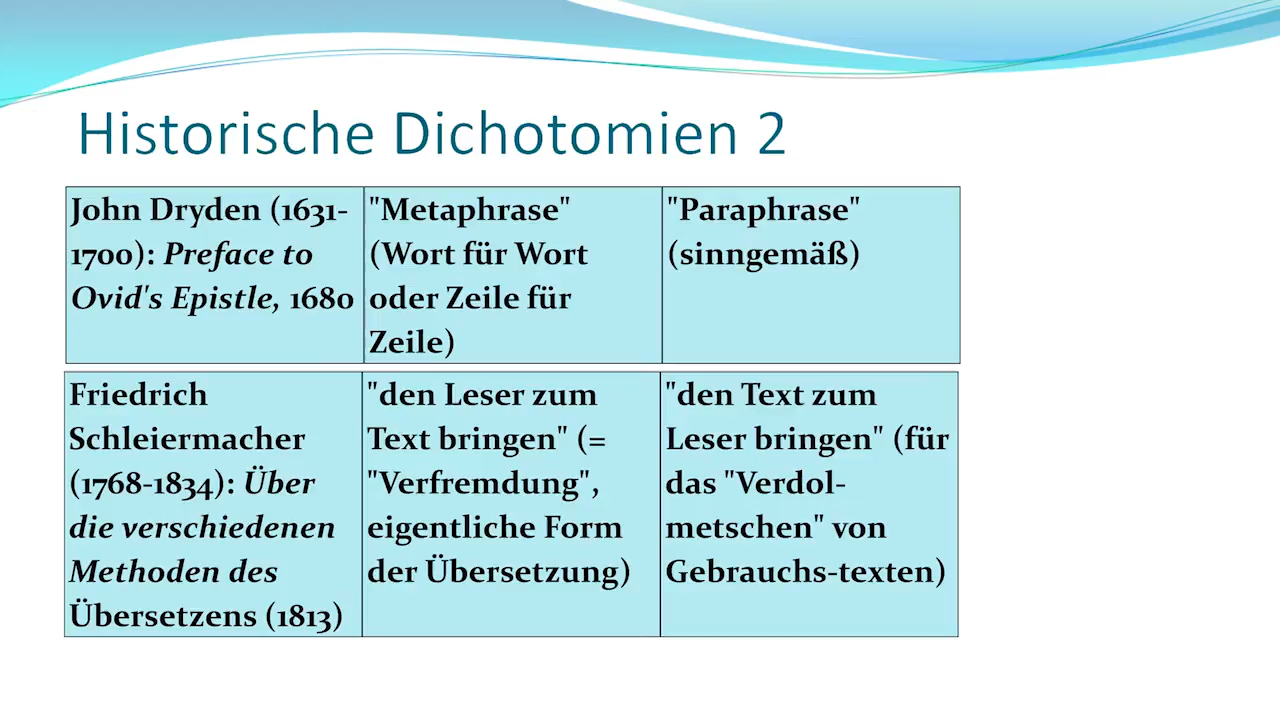 Historische Dichotomien 2
John Dryden (1631-
1700): Preface to
Ovid's Epistle, 1680
"Metaphrase"
(Wort für Wort
oder Zeile für
Zeile)
"Paraphrase"
(sinngemäß)
Friedrich
Schleiermacher
(1768-1834): Über
die verschiedenen
Methoden des
Übersetzens (1813)
"den Leser zum
Text bringen" (=
"Verfremdung",
eigentliche Form
der Übersetzung)
"den Text zum
Leser bringen" (für
das "Verdol-
metschen" von
Gebrauchs-texten)